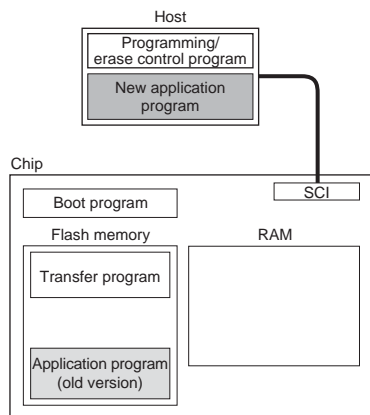 Host
Programming/
erase control program
New application
program
Chip
SCI
Boot program
Flash memory
RAM
Transfer program
Application program
(old version)